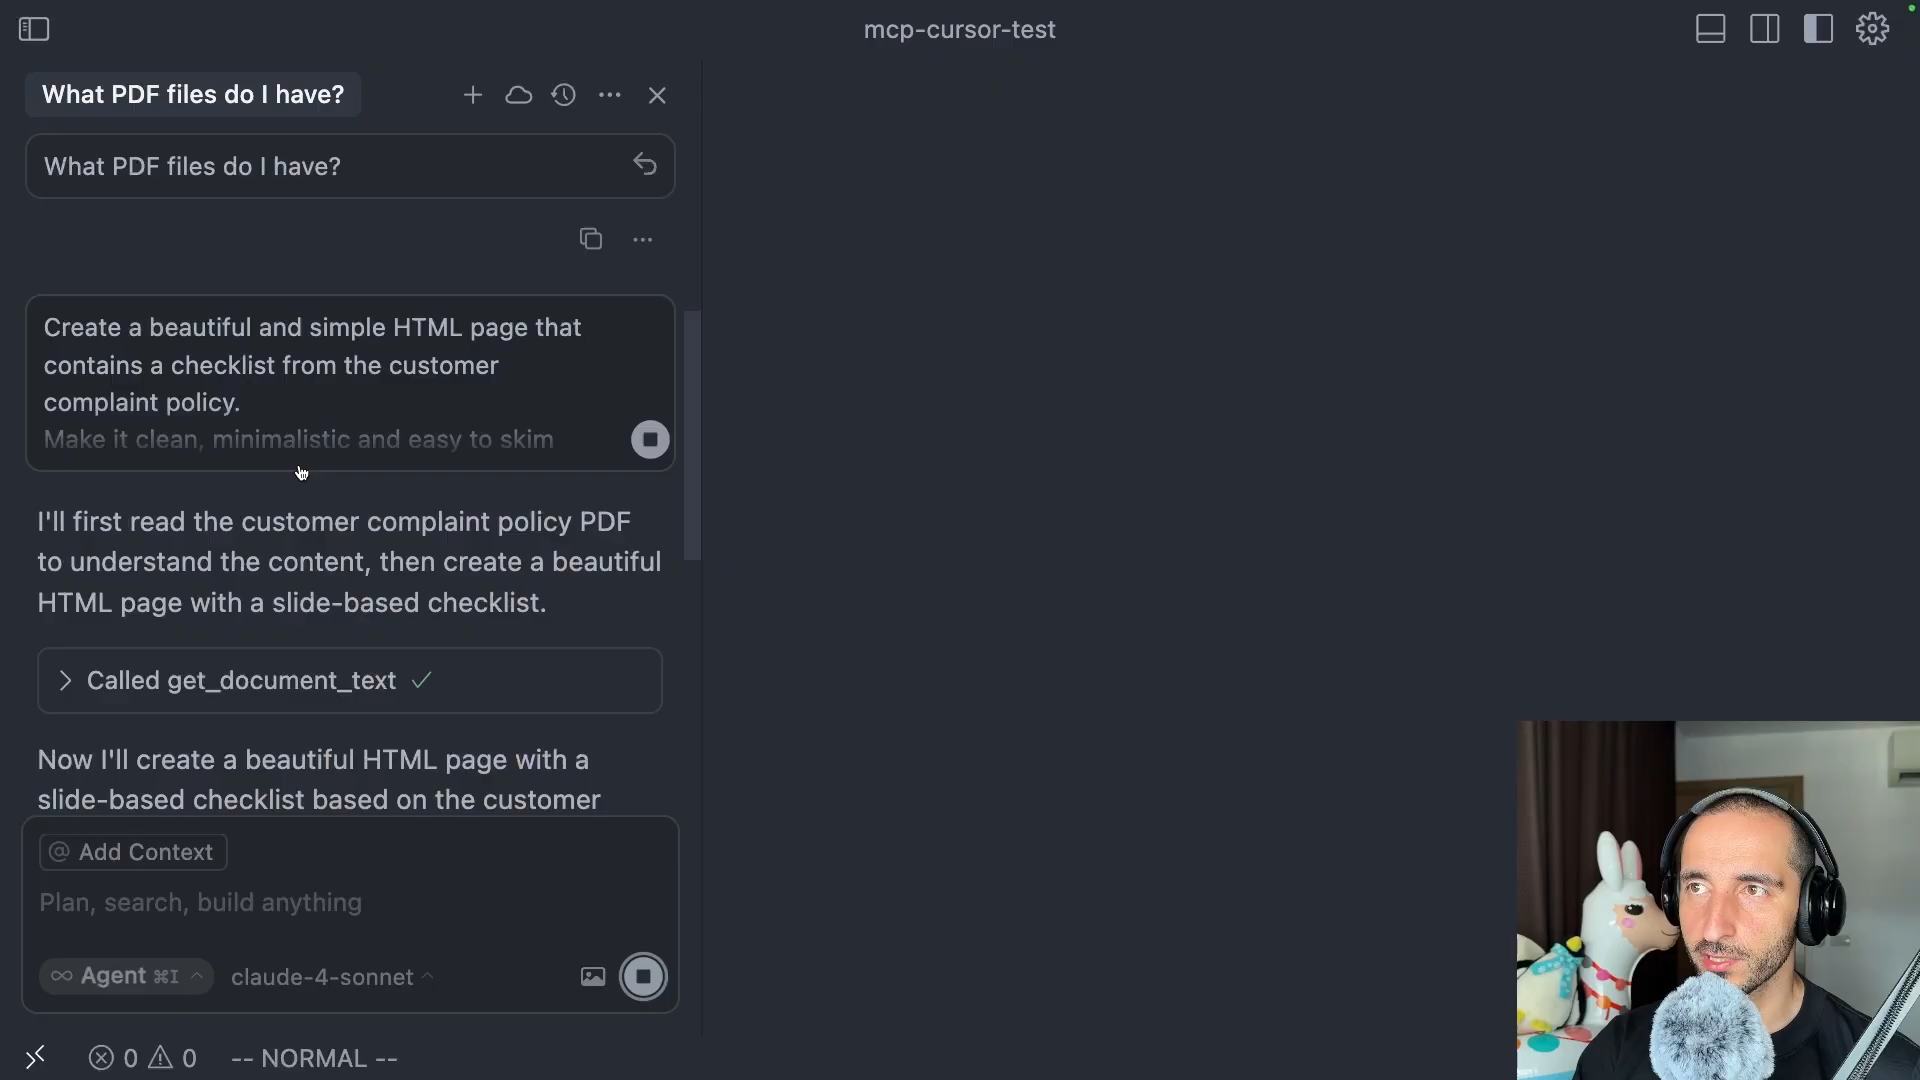 mcp-cursor-test
What PDF files do I have?
What PDF files do I have?
Create a beautiful and simple HTML page that
contains a checklist from the customer
complaint policy.
Make it clean, minimalistic and easy to skim
I'll first read the customer complaint policy PDF
to understand the content, then create a beautiful
HTML page with a slide-based checklist.
Called get_document_text
Now I'll create a beautiful HTML page with a
slide-based checklist based on the customer
@ Add Context
Plan, search, build anything
Agent ⌘I claude-4-sonnet
0 0 -- NORMAL --